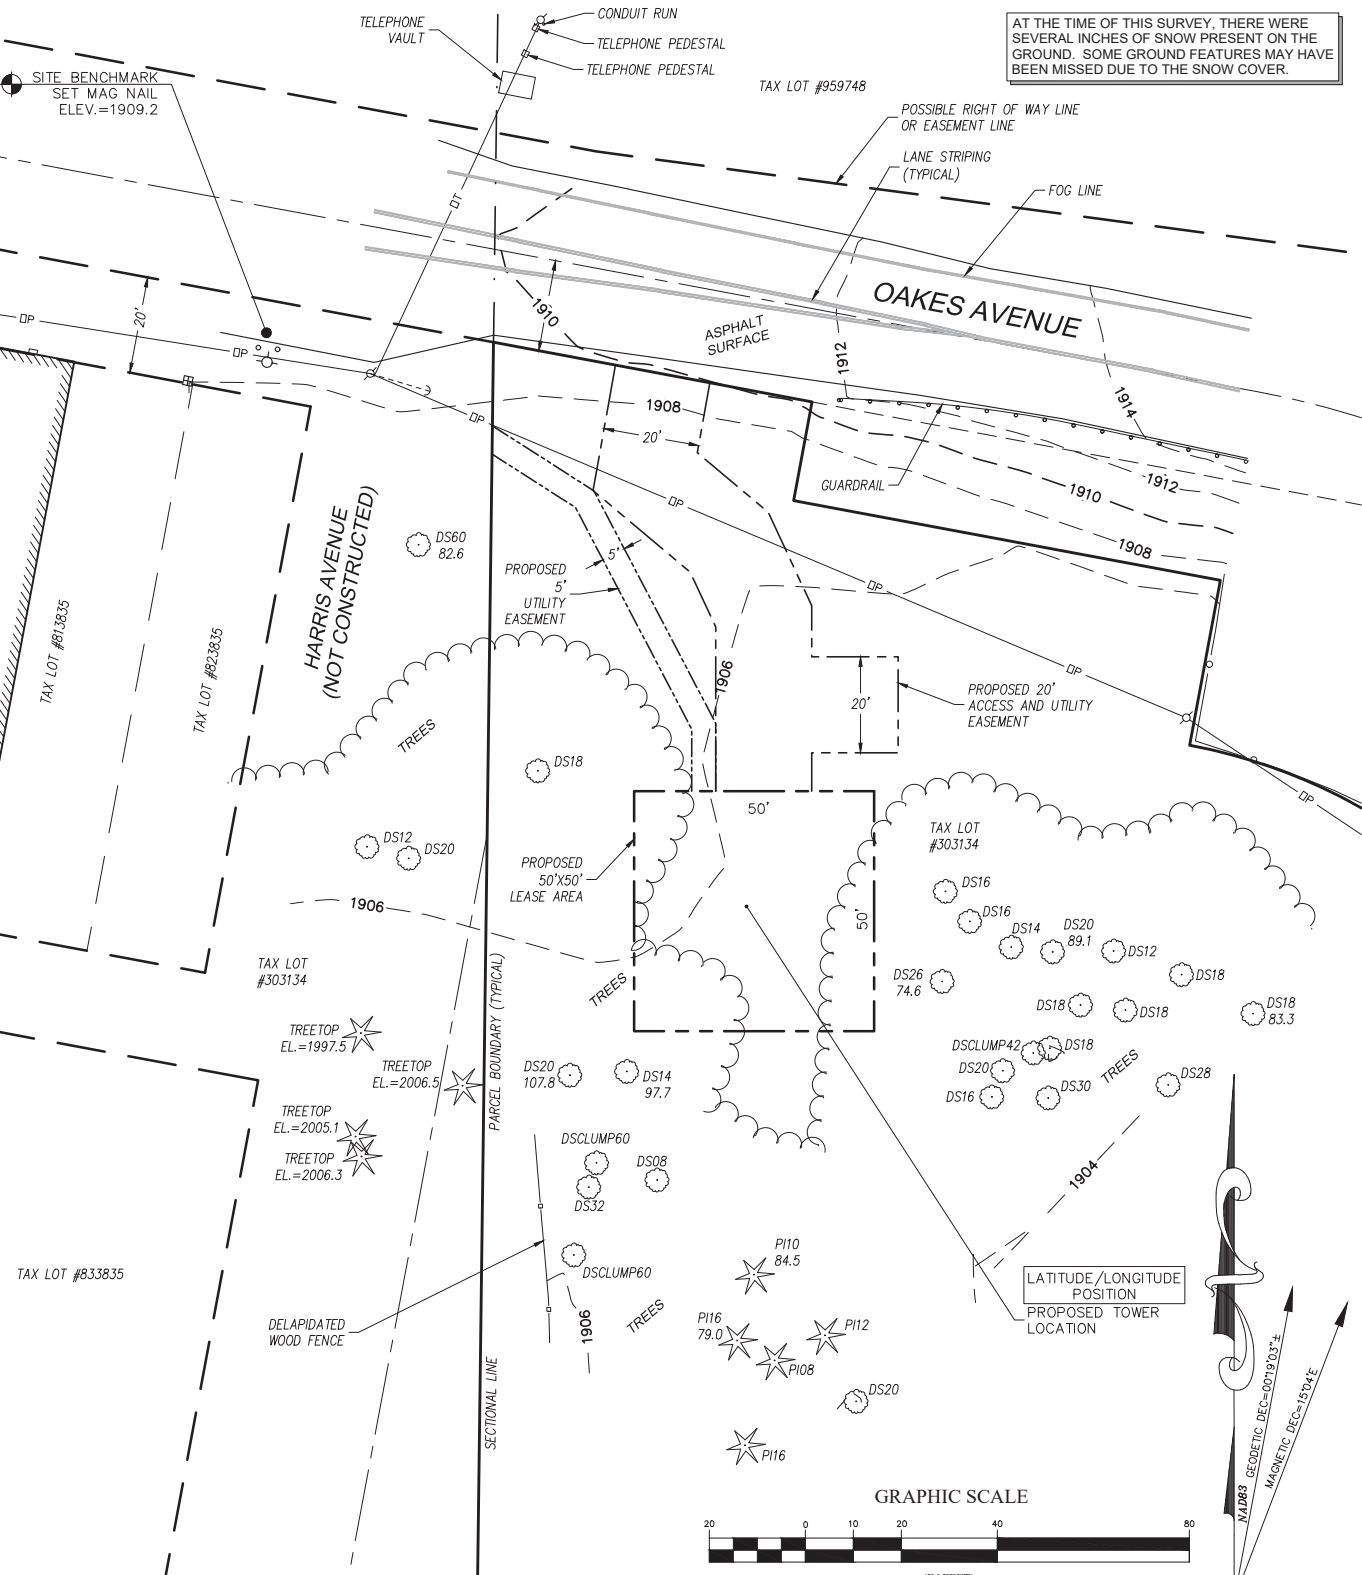 TELEPHONE
VAULT
CONDUIT RUN
TELEPHONE PEDESTAL
TELEPHONE PEDESTAL
AT THE TIME OF THIS SURVEY, THERE WERE
SEVERAL INCHES OF SNOW PRESENT ON THE
GROUND. SOME GROUND FEATURES MAY HAVE
BEEN MISSED DUE TO THE SNOW COVER.
SITE BENCHMARK
SET MAG NAIL
ELEV.=1909.2
TAX LOT #959748
POSSIBLE RIGHT OF WAY LINE
OR EASEMENT LINE
LANE STRIPING
(TYPICAL)
FOG LINE
OT
OAKES AVENUE
ASPHALT
SURFACE
20'
OP
OP
1910
1912
1914
1908
20'
OP
OP
GUARDRAIL
1912
1910
1908
HARRIS AVENUE
(NOT CONSTRUCTED)
DS60
82.6
5'
PROPOSED
5'
UTILITY
EASEMENT
OP
OP
TAX LOT #813835
TAX LOT #823835
1906
20'
PROPOSED 20'
ACCESS AND UTILITY
EASEMENT
TREES
DS18
OP
50'
DS12
DS20
PROPOSED
50'X50'
LEASE AREA
50'
TAX LOT
#303134
DS16
DS16
DS14
DS20
89.1
DS12
1906
TAX LOT
#303134
PARCEL BOUNDARY (TYPICAL)
TREES
DS26
74.6
DS18
DS18
DS18
DS18
83.3
TREETOP
EL.=1997.5
TREETOP
EL.=2006.5
DS20
107.8
DS14
97.7
DSCLUMP42
DS18
DS20
TREES
DS16
DS30
DS28
TREETOP
EL.=2005.1
TREETOP
EL.=2006.3
DSCLUMP60
DS08
DS32
1904
TAX LOT #833835
DSCLUMP60
PI10
84.5
LATITUDE/LONGITUDE
POSITION
PROPOSED TOWER
LOCATION
DELAPIDATED
WOOD FENCE
1906
TREES
PI16
79.0
PI12
PI08
DS20
SECTIONAL LINE
PI16
NAD83
GEODETIC DEC=00°19'03"±
MAGNETIC DEC=15°04'E
GRAPHIC SCALE
20 0 10 20 40 80